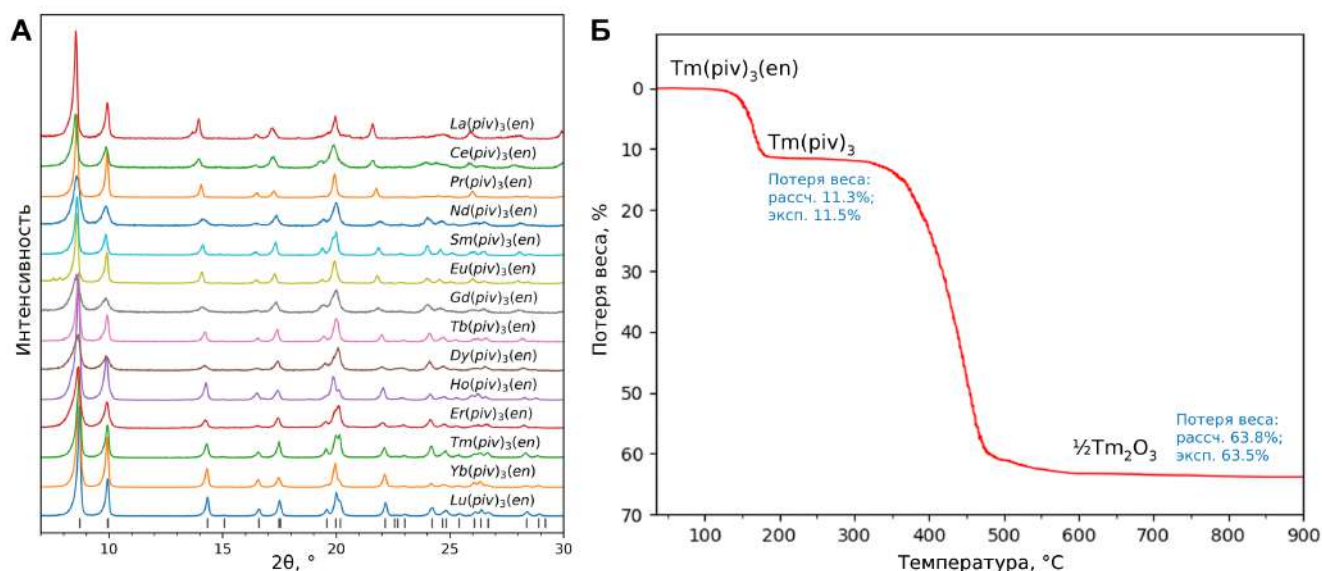 А
Интенсивность
La(piv)₃(en)
Ce(piv)₃(en)
Pr(piv)₃(en)
Nd(piv)₃(en)
Sm(piv)₃(en)
Eu(piv)₃(en)
Gd(piv)₃(en)
Tb(piv)₃(en)
Dy(piv)₃(en)
Ho(piv)₃(en)
Er(piv)₃(en)
Tm(piv)₃(en)
Yb(piv)₃(en)
Lu(piv)₃(en)
10
15
20
25
30
2θ, °
Б
Потеря веса, %
0
10
20
30
40
50
60
70
Tm(piv)₃(en)
Tm(piv)₃
Потеря веса:
рассч. 11.3%;
эксп. 11.5%
Потеря веса:
рассч. 63.8%;
эксп. 63.5%
½Tm₂O₃
100
200
300
400
500
600
700
800
900
Температура, °C